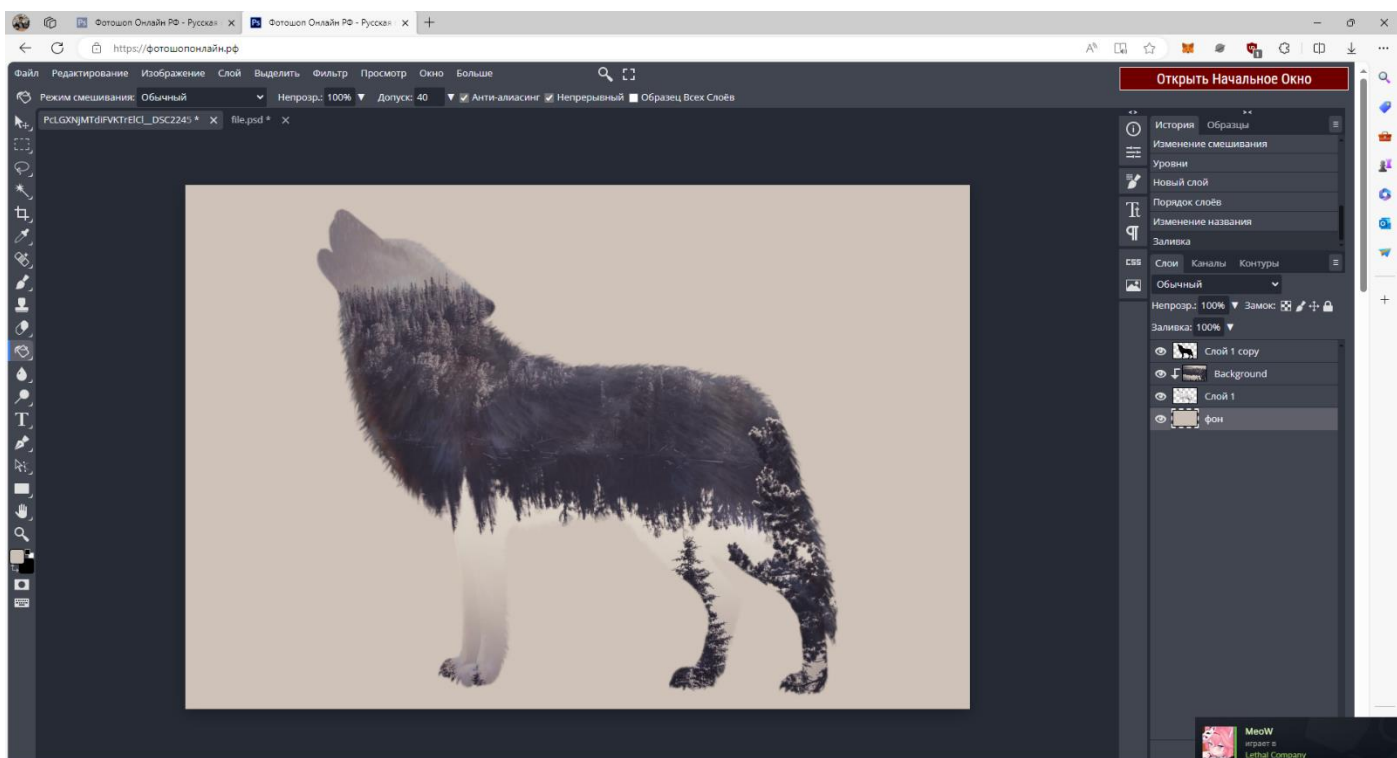 Фотошоп Онлайн РФ - Русская
Фотошоп Онлайн РФ - Русская
https://фотошопонлайн.рф
Файл Редактирование Изображение Слой Выделить Фильтр Просмотр Окно Больше
Открыть Начальное Окно
Режим смешивания: Обычный Непрозр.: 100% Допуск: 40 Анти-алиасинг Непрерывный Образец Всех Слоёв
file.psd *
История Образцы
Изменение смешивания
Уровни
Новый слой
Порядок слоёв
Изменение названия
Заливка
CSS
Слои Каналы Контуры
Обычный
Непрозр.: 100% Замок:
Заливка: 100%
Слой 1 copy
Background
Слой 1
фон
MeoW
играет в
Lethal Company